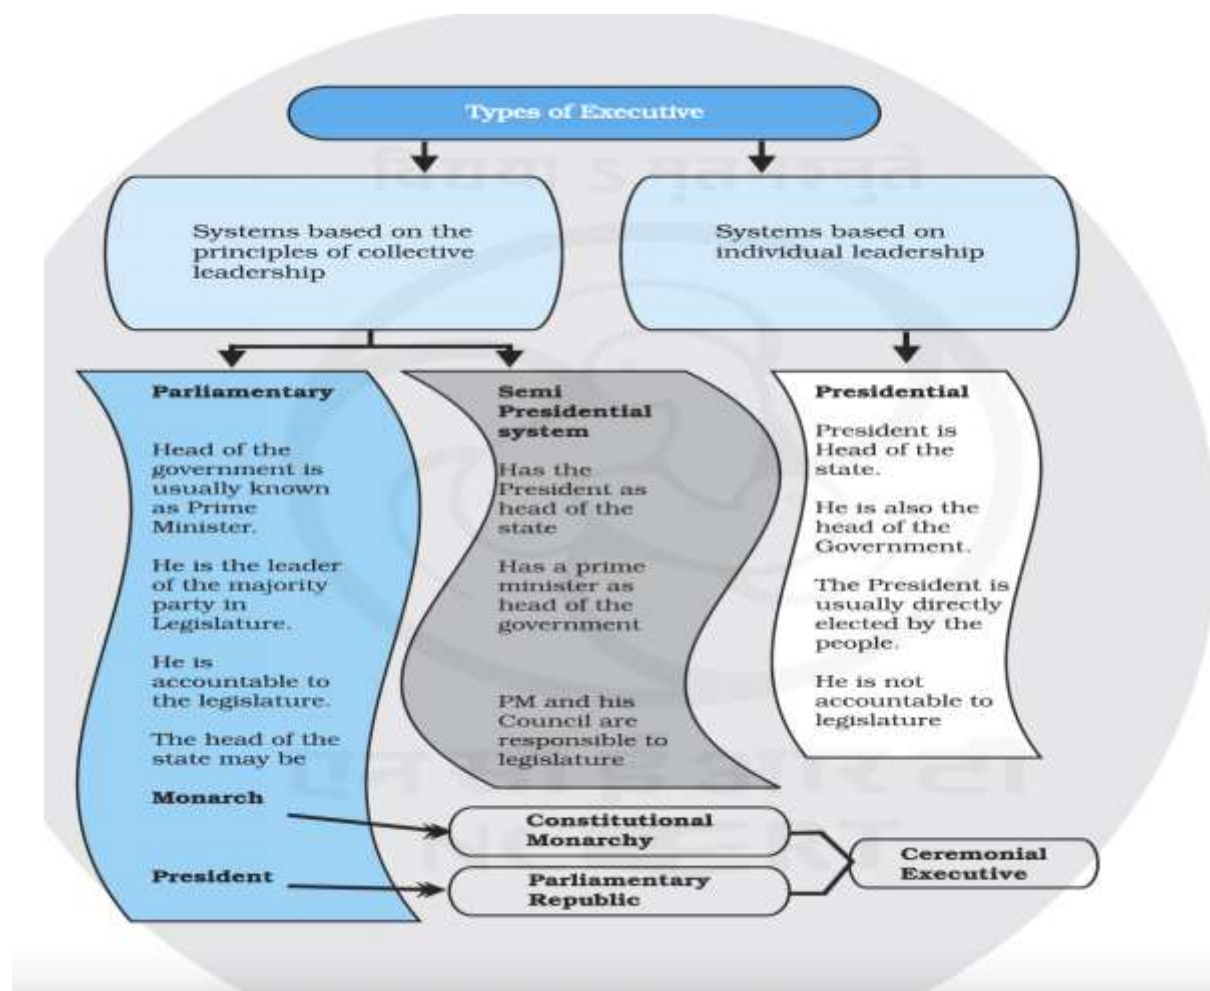 Types of Executive
Systems based on the
principles of collective
leadership
Systems based on
individual leadership
Parliamentary
Head of the
government is
usually known
as Prime
Minister.
He is the leader
of the majority
party in
Legislature.
He is
accountable to
the legislature.
The head of the
state may be
Monarch
President
Semi
Presidential
system
Has the
President as
head of the
state
Has a prime
minister as
head of the
government
PM and his
Council are
responsible to
legislature
Presidential
President is
Head of the
state.
He is also the
head of the
Government.
The President is
usually directly
elected by the
people.
He is not
accountable to
legislature
Constitutional
Monarchy
Parliamentary
Republic
Ceremonial
Executive